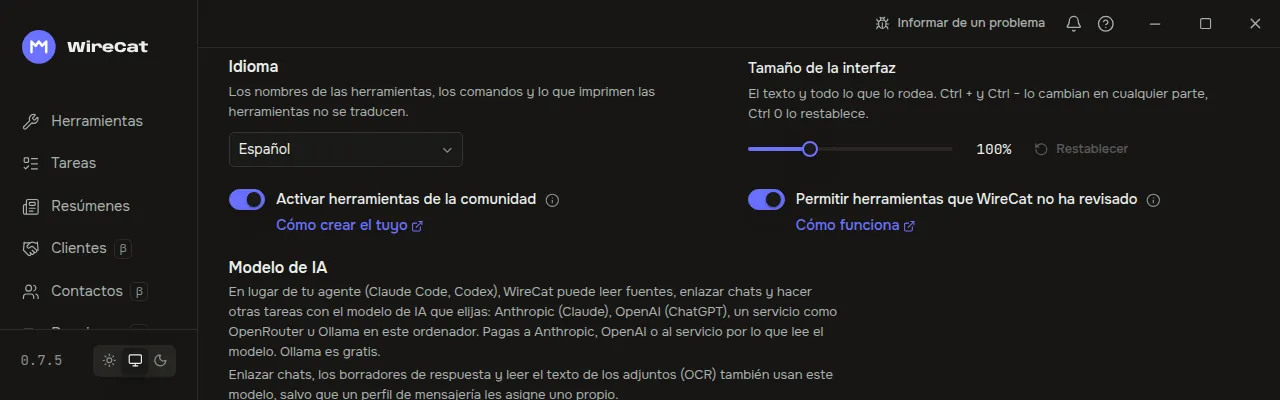 WireCat
Informar de un problema
Herramientas
Tareas
Resúmenes
Clientes β
Contactos β
0.7.5
Idioma
Los nombres de las herramientas, los comandos y lo que imprimen las
herramientas no se traducen.
Español
Tamaño de la interfaz
El texto y todo lo que lo rodea. Ctrl + y Ctrl - lo cambian en cualquier parte,
Ctrl 0 lo restablece.
100% Restablecer
Activar herramientas de la comunidad
Cómo crear el tuyo
Permitir herramientas que WireCat no ha revisado
Cómo funciona
Modelo de IA
En lugar de tu agente (Claude Code, Codex), WireCat puede leer fuentes, enlazar chats y hacer
otras tareas con el modelo de IA que elijas: Anthropic (Claude), OpenAI (ChatGPT), un servicio como
OpenRouter u Ollama en este ordenador. Pagas a Anthropic, OpenAI o al servicio por lo que lee el
modelo. Ollama es gratis.
Enlazar chats, los borradores de respuesta y leer el texto de los adjuntos (OCR) también usan este
modelo, salvo que un perfil de mensajería les asigne uno propio.